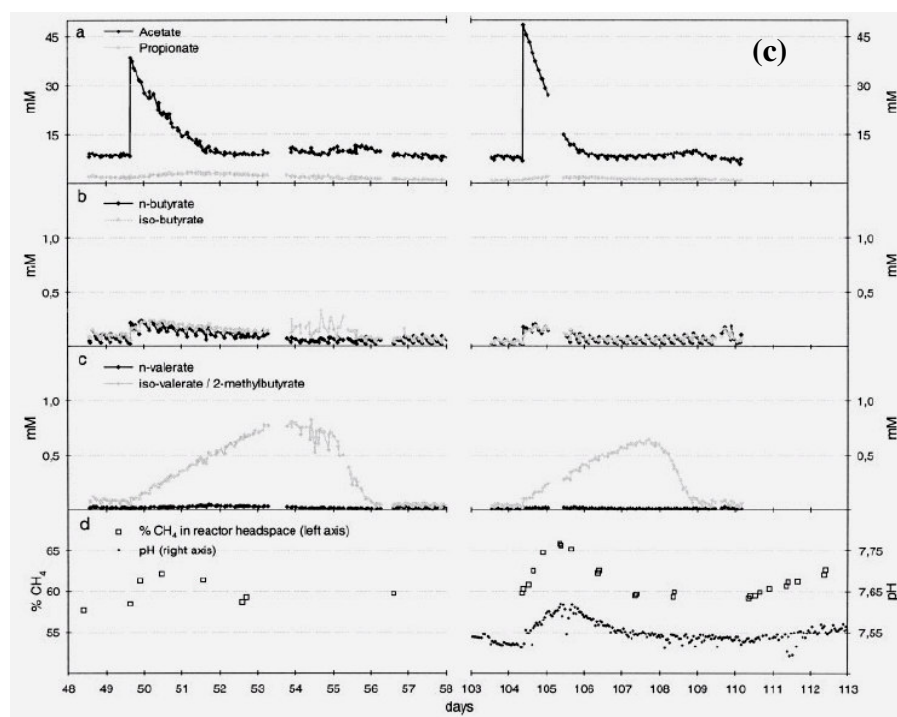 a
Acetate
Propionate
(c)
45
30
15
mM
45
30
15
mM
b
n-butyrate
iso-butyrate
1,0
0,5
mM
1,0
0,5
mM
c
n-valerate
iso-valerate / 2-methylbutyrate
1,0
0,5
mM
1,0
0,5
mM
d
% CH4 in reactor headspace (left axis)
pH (right axis)
65
60
55
% CH4
7,75
7,65
7,55
pH
48 49 50 51 52 53 54 55 56 57 58 103 104 105 106 107 108 109 110 111 112 113
days